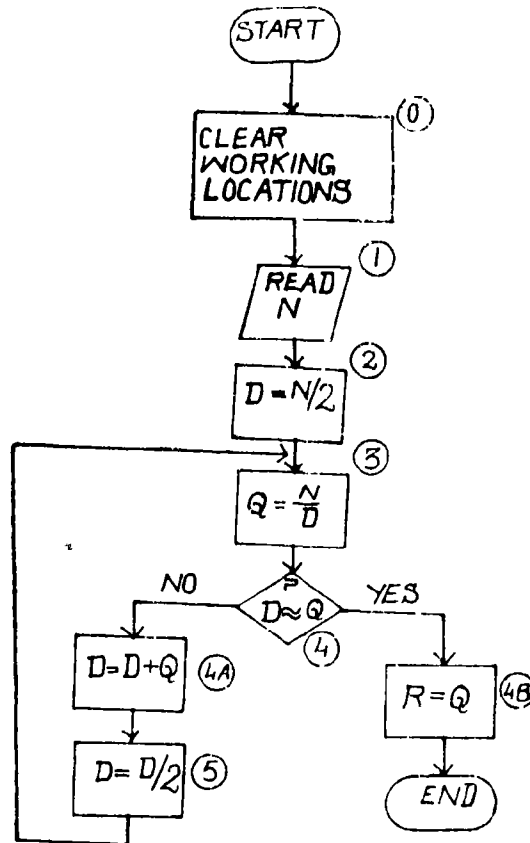 START
0
CLEAR
WORKING
LOCATIONS
1
READ
N
2
D = N/2
3
Q = N/D
?
D ≈ Q
NO
YES
4
D = D+Q
4A
R = Q
4B
D = D/2
5
END